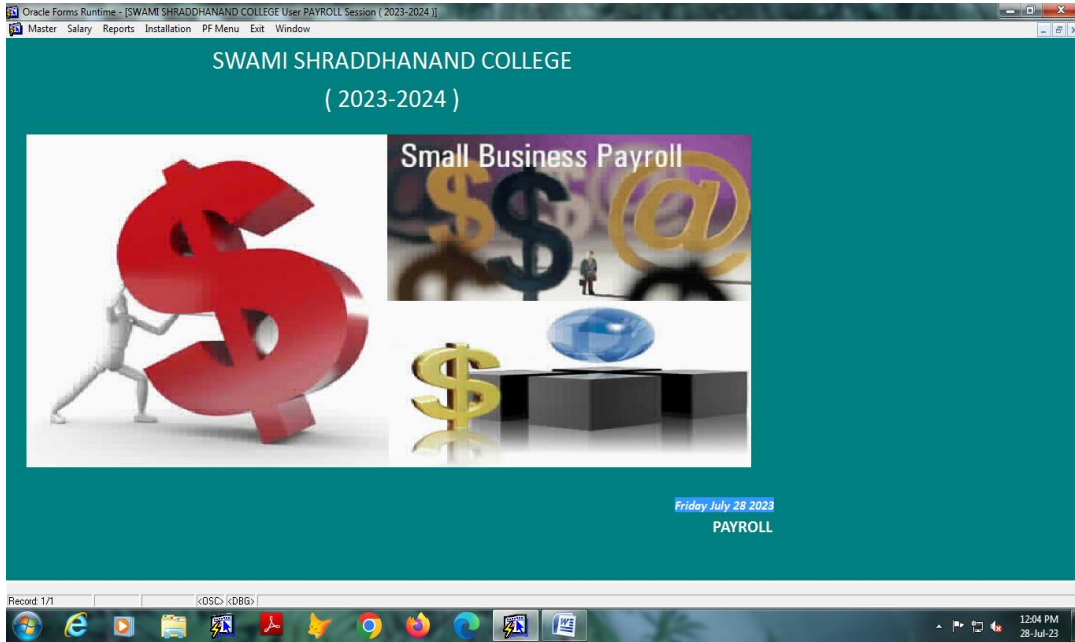 Oracle Forms Runtime - [SWAMI SHRADDHANAND COLLEGE User PAYROLL Session ( 2023-2024 )]
Master Salary Reports Installation PF Menu Exit Window
SWAMI SHRADDHANAND COLLEGE
( 2023-2024 )
Small Business Payroll
Friday July 28 2023
PAYROLL
Record: 1/1 <OSC> <DBG>
12:04 PM
28-Jul-23